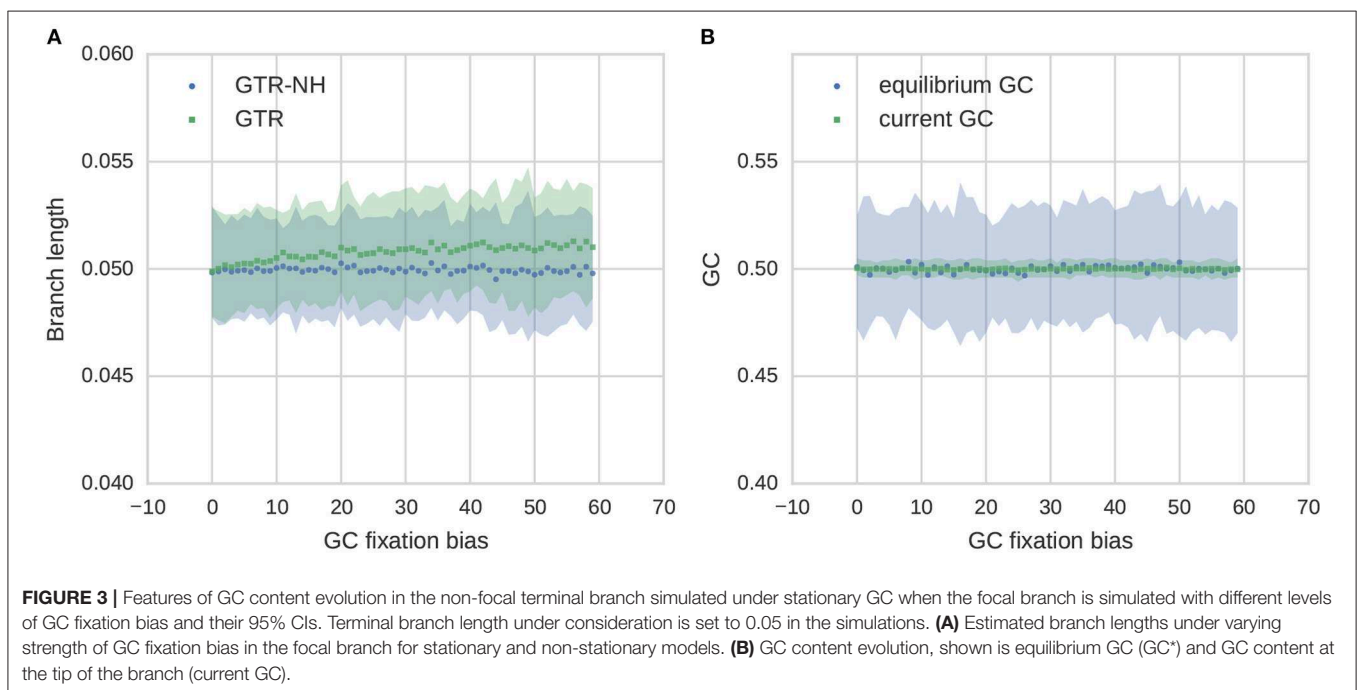 A
0.060
0.055
0.050
0.045
0.040
Branch length
GTR-NH
GTR
−10 0 10 20 30 40 50 60 70
GC fixation bias
B
0.55
0.50
0.45
0.40
GC
equilibrium GC
current GC
−10 0 10 20 30 40 50 60 70
GC fixation bias
FIGURE 3 | Features of GC content evolution in the non-focal terminal branch simulated under stationary GC when the focal branch is simulated with different levels
of GC fixation bias and their 95% CIs. Terminal branch length under consideration is set to 0.05 in the simulations. (A) Estimated branch lengths under varying
strength of GC fixation bias in the focal branch for stationary and non-stationary models. (B) GC content evolution, shown is equilibrium GC (GC*) and GC content at
the tip of the branch (current GC).